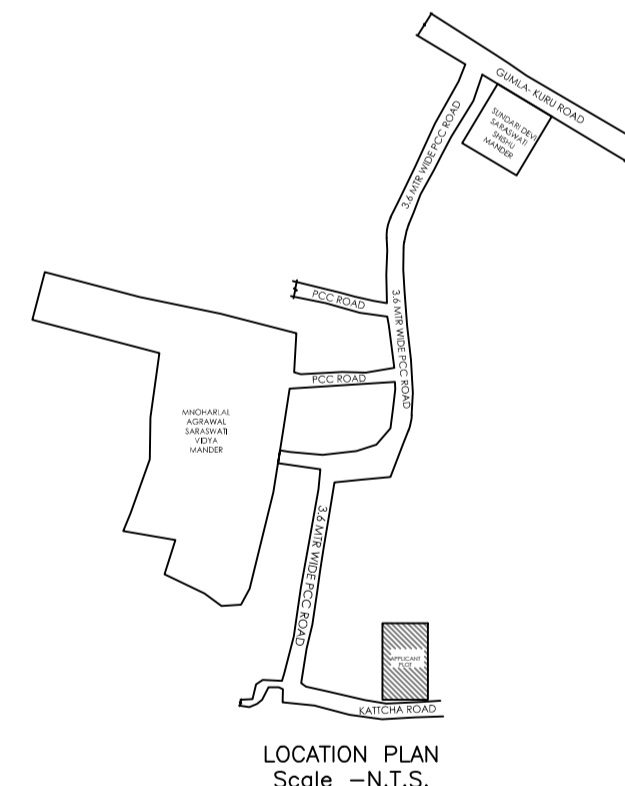 GUMLA- KURU ROAD
SUNDARI DEVI
SARASWATI
SHISHU
MANDER
3.6 MTR WIDE PCC ROAD
PCC ROAD
3.6 MTR WIDE PCC ROAD
PCC ROAD
MNOHARLAL
AGRAWAL
SARASWATI
VIDYA
MANDER
3.6 MTR WIDE PCC ROAD
APPLICANT
PLOT
KATTCHA ROAD
LOCATION PLAN
Scale -N.T.S.